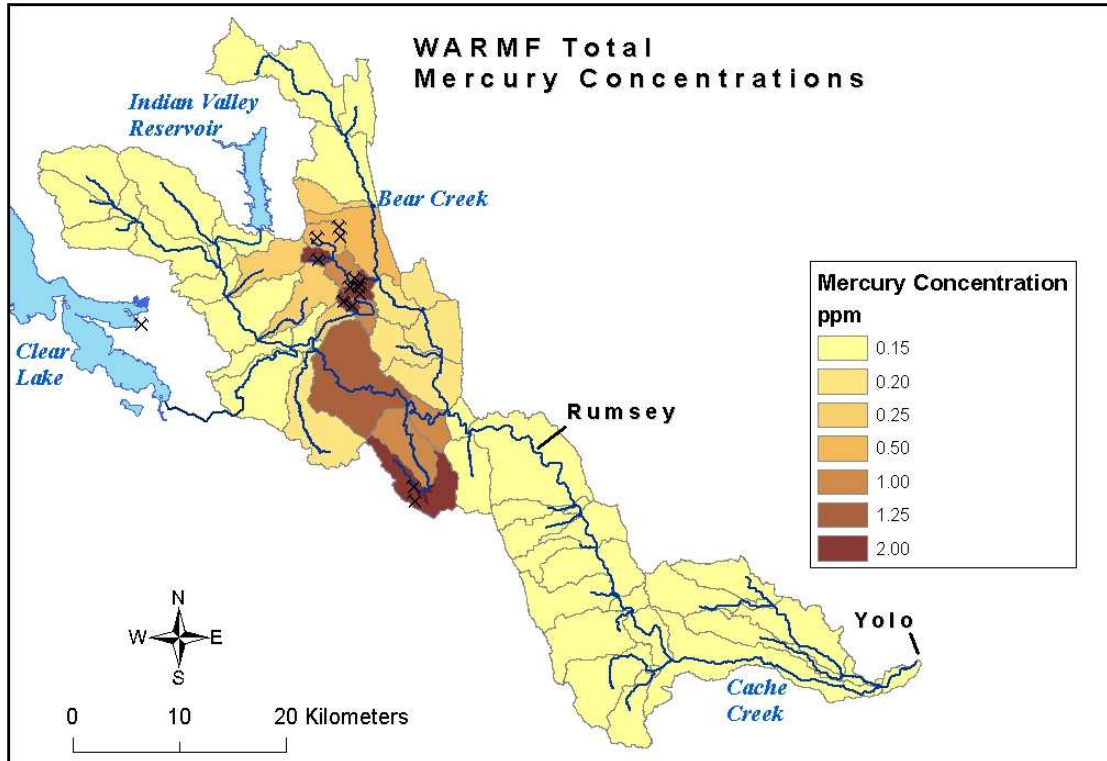 WARMF Total
Mercury Concentrations
Indian Valley
Reservoir
Bear Creek
Mercury Concentration
ppm
0.15
0.20
0.25
0.50
1.00
1.25
2.00
Clear
Lake
Rumsey
Yolo
Cache
Creek
N
W E
S
0 10 20 Kilometers